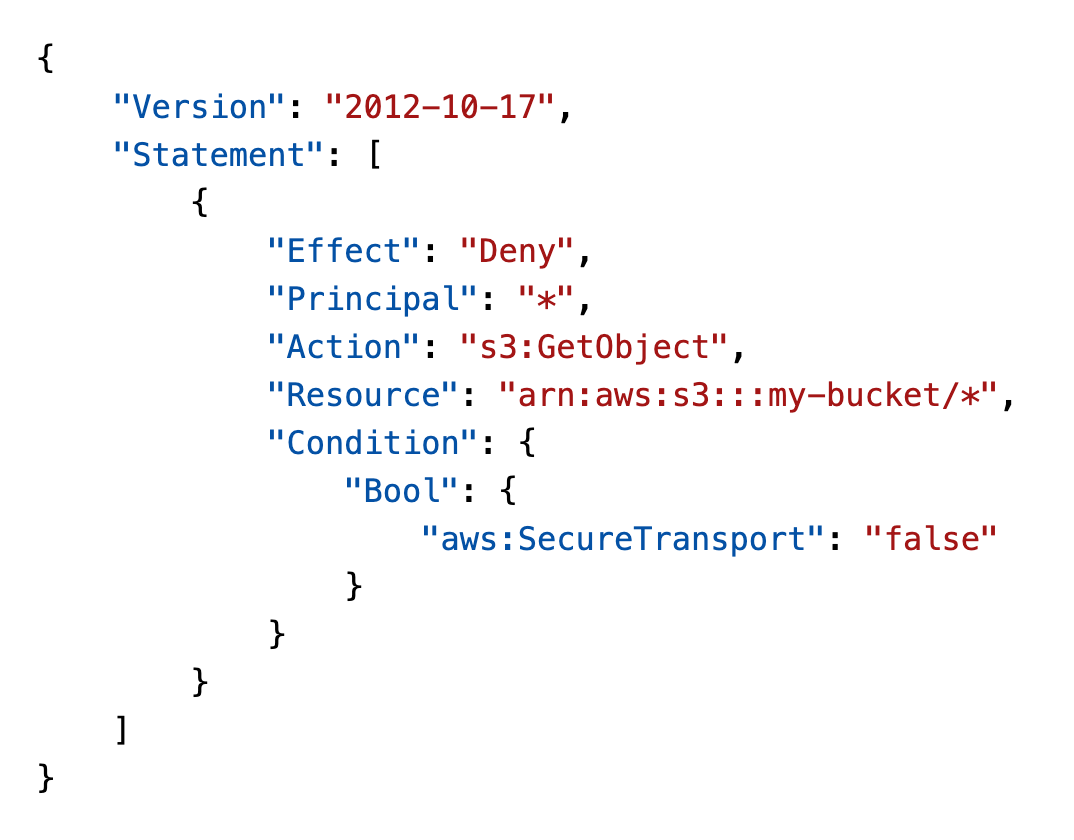 {
    "Version": "2012-10-17",
    "Statement": [
        {
            "Effect": "Deny",
            "Principal": "*",
            "Action": "s3:GetObject",
            "Resource": "arn:aws:s3:::my-bucket/*",
            "Condition": {
                "Bool": {
                    "aws:SecureTransport": "false"
                }
            }
        }
    ]
}